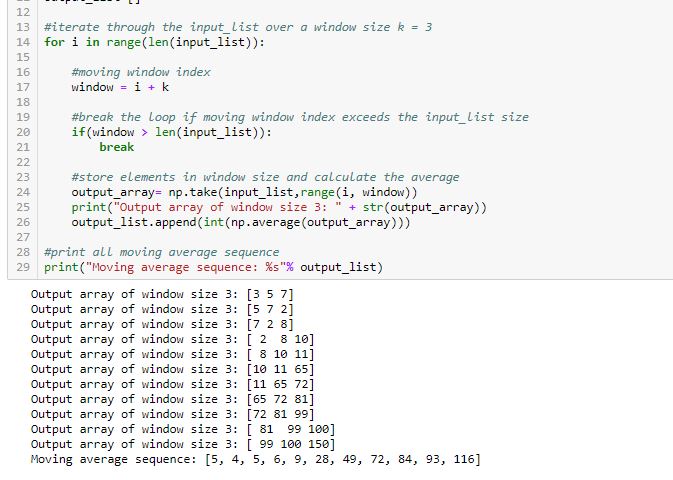 12
13 #iterate through the input_list over a window size k = 3
14 for i in range(len(input_list)):
15
16 #moving window index
17 window = i + k
18
19 #break the loop if moving window index exceeds the input_list size
20 if(window > len(input_list)):
21 break
22
23 #store elements in window size and calculate the average
24 output_array= np.take(input_list,range(i, window))
25 print("Output array of window size 3: " + str(output_array))
26 output_list.append(int(np.average(output_array)))
27
28 #print all moving average sequence
29 print("Moving average sequence: %s"% output_list)
Output array of window size 3: [3 5 7]
Output array of window size 3: [5 7 2]
Output array of window size 3: [7 2 8]
Output array of window size 3: [ 2  8 10]
Output array of window size 3: [ 8 10 11]
Output array of window size 3: [10 11 65]
Output array of window size 3: [11 65 72]
Output array of window size 3: [65 72 81]
Output array of window size 3: [72 81 99]
Output array of window size 3: [ 81  99 100]
Output array of window size 3: [ 99 100 150]
Moving average sequence: [5, 4, 5, 6, 9, 28, 49, 72, 84, 93, 116]